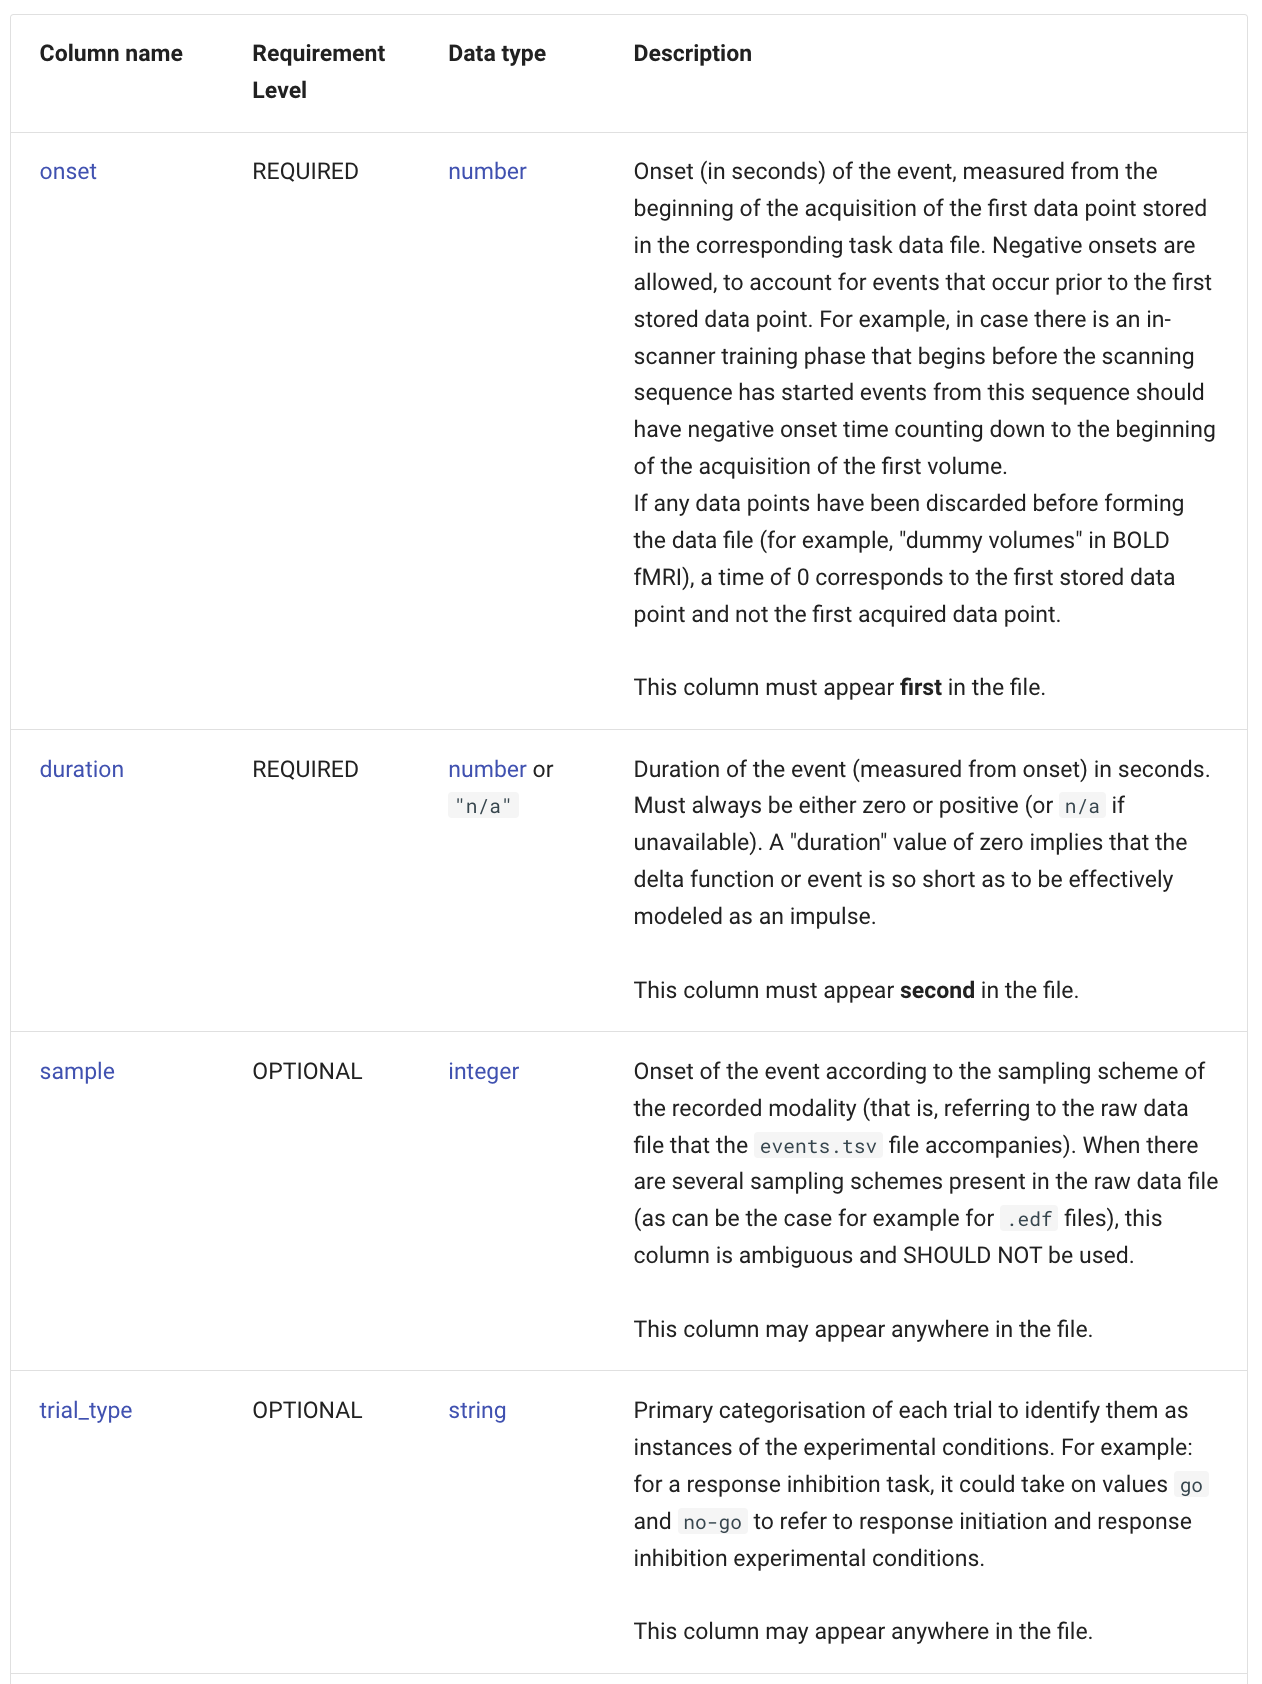 Column name Requirement Level Data type Description
onset REQUIRED number Onset (in seconds) of the event, measured from the
beginning of the acquisition of the first data point stored
in the corresponding task data file. Negative onsets are
allowed, to account for events that occur prior to the first
stored data point. For example, in case there is an in-
scanner training phase that begins before the scanning
sequence has started events from this sequence should
have negative onset time counting down to the beginning
of the acquisition of the first volume.
If any data points have been discarded before forming
the data file (for example, "dummy volumes" in BOLD
fMRI), a time of 0 corresponds to the first stored data
point and not the first acquired data point.
This column must appear first in the file.
duration REQUIRED number or "n/a" Duration of the event (measured from onset) in seconds.
Must always be either zero or positive (or n/a if
unavailable). A "duration" value of zero implies that the
delta function or event is so short as to be effectively
modeled as an impulse.
This column must appear second in the file.
sample OPTIONAL integer Onset of the event according to the sampling scheme of
the recorded modality (that is, referring to the raw data
file that the events.tsv file accompanies). When there
are several sampling schemes present in the raw data file
(as can be the case for example for .edf files), this
column is ambiguous and SHOULD NOT be used.
This column may appear anywhere in the file.
trial_type OPTIONAL string Primary categorisation of each trial to identify them as
instances of the experimental conditions. For example:
for a response inhibition task, it could take on values go
and no-go to refer to response initiation and response
inhibition experimental conditions.
This column may appear anywhere in the file.